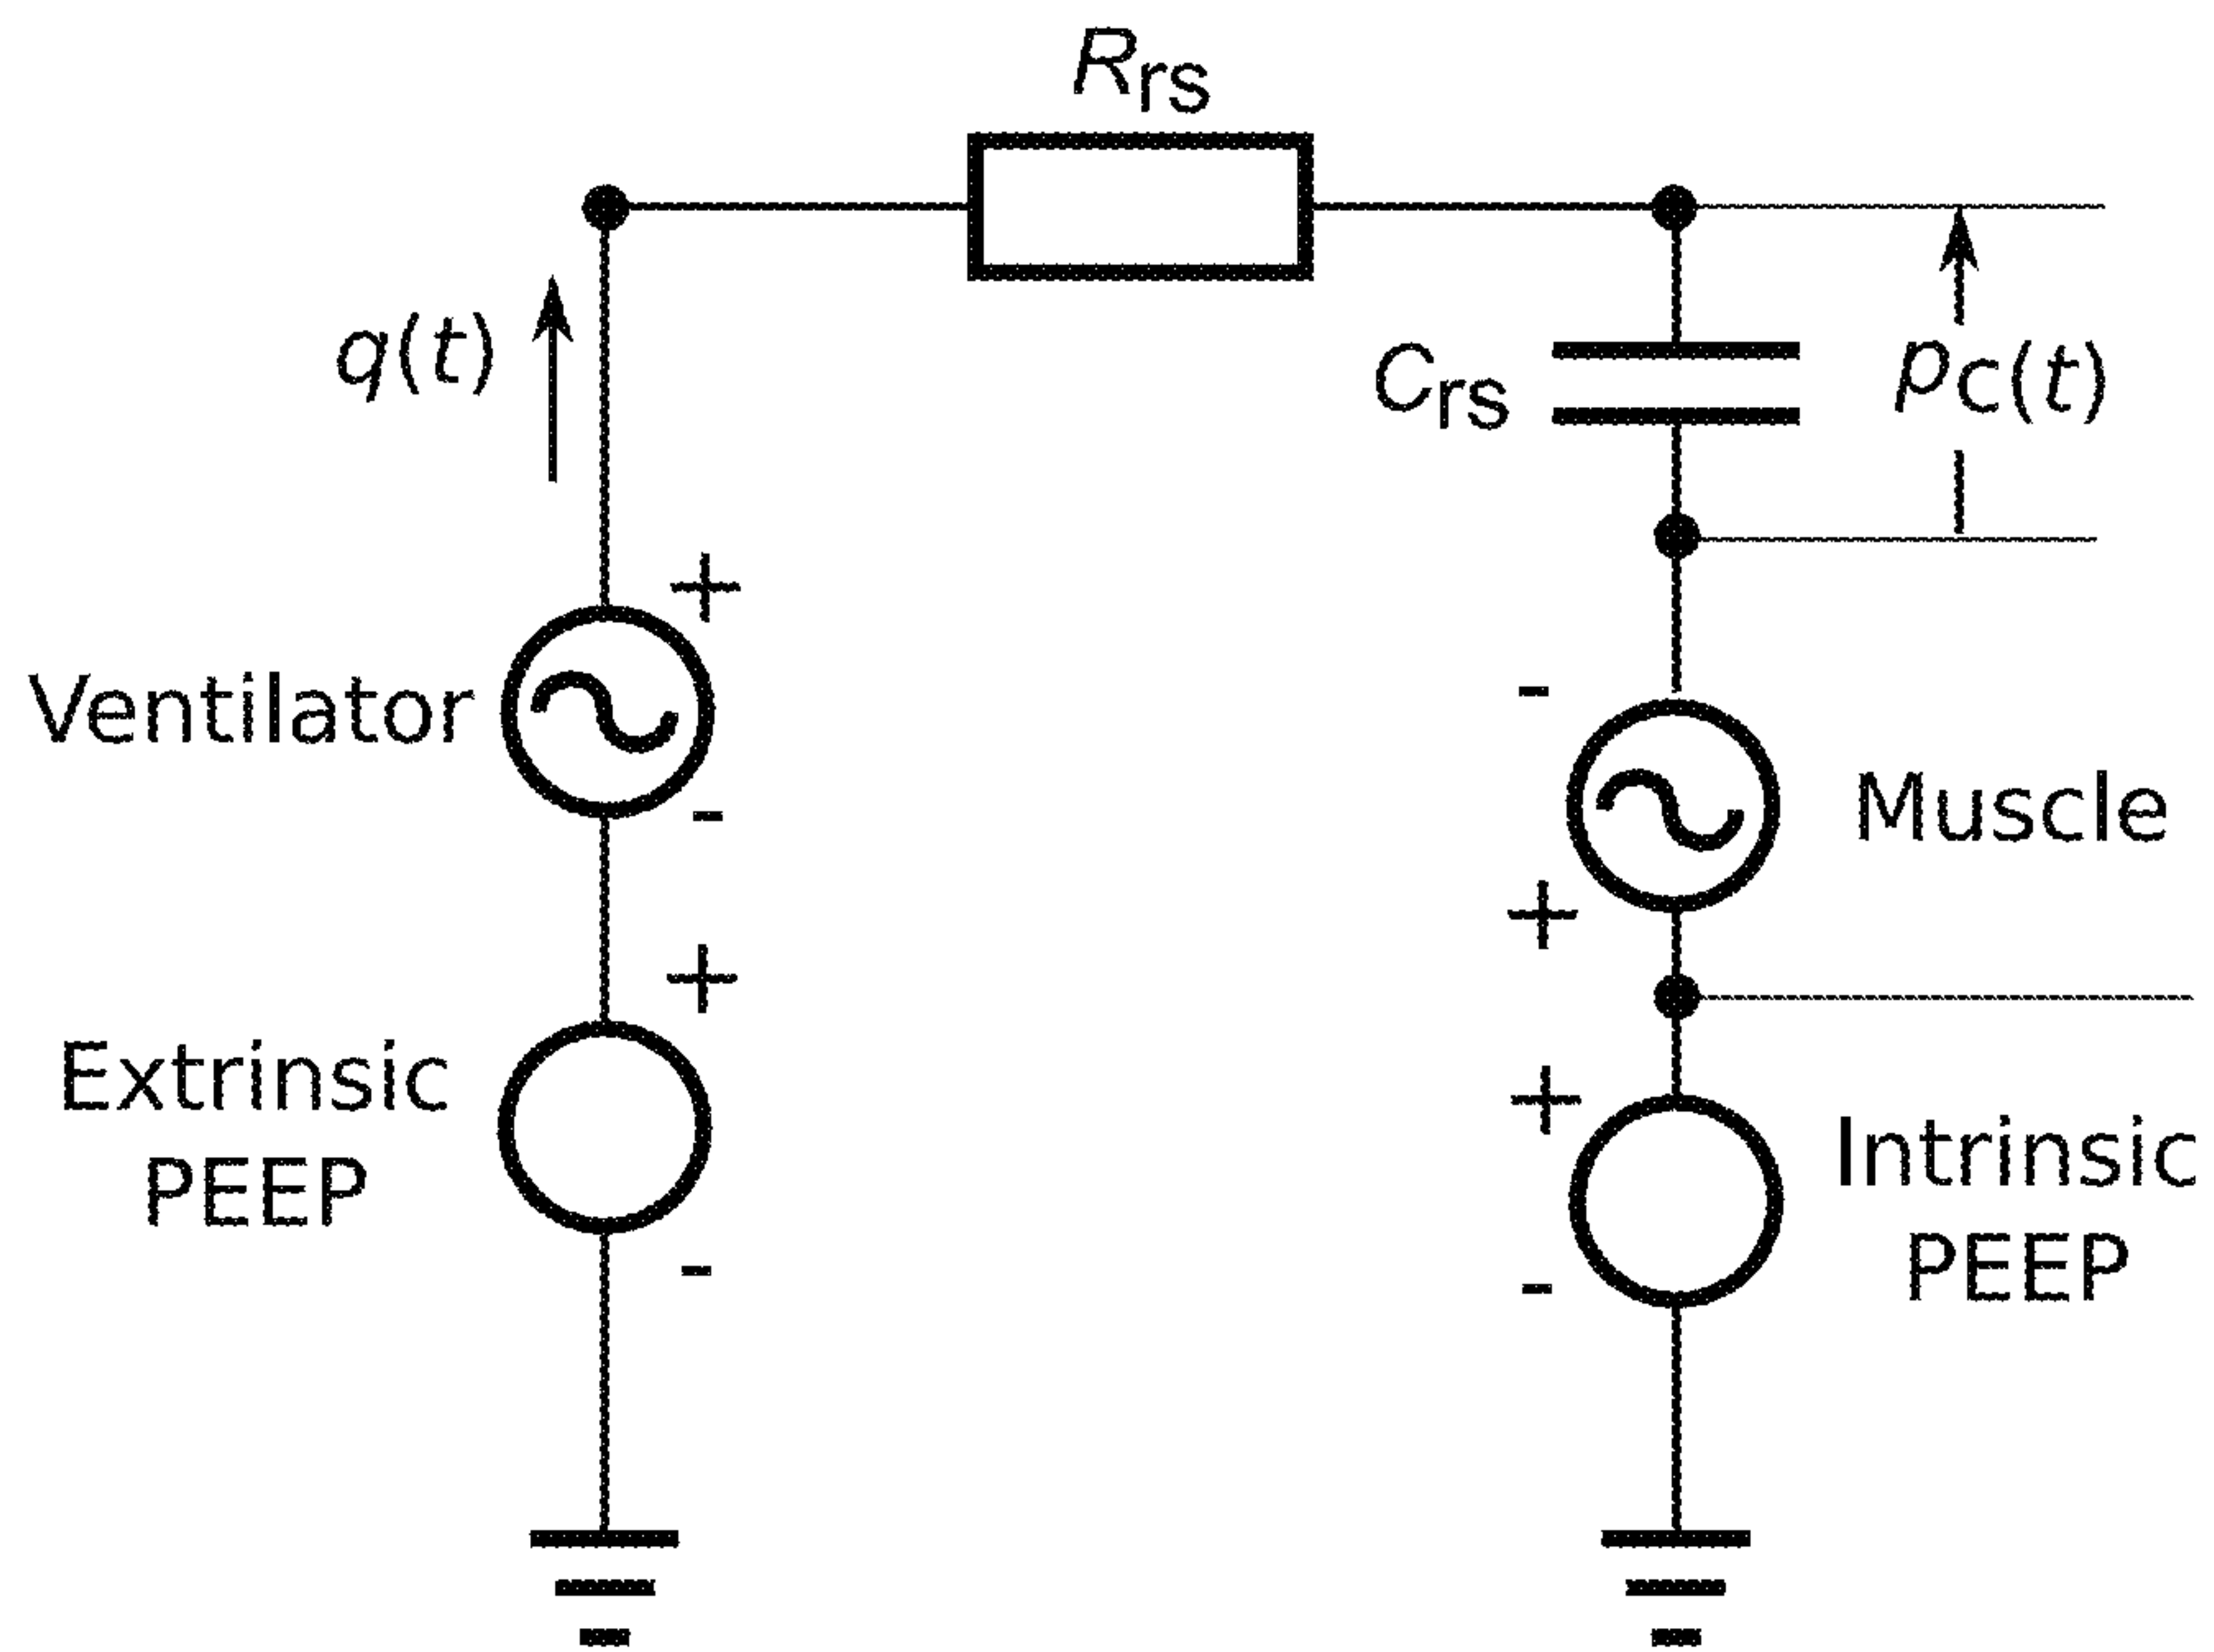 Rrs
q(t)
Crs
pC(t)
+
Ventilator
-
-
Muscle
+
+
Extrinsic
PEEP
-
+
Intrinsic
PEEP
-